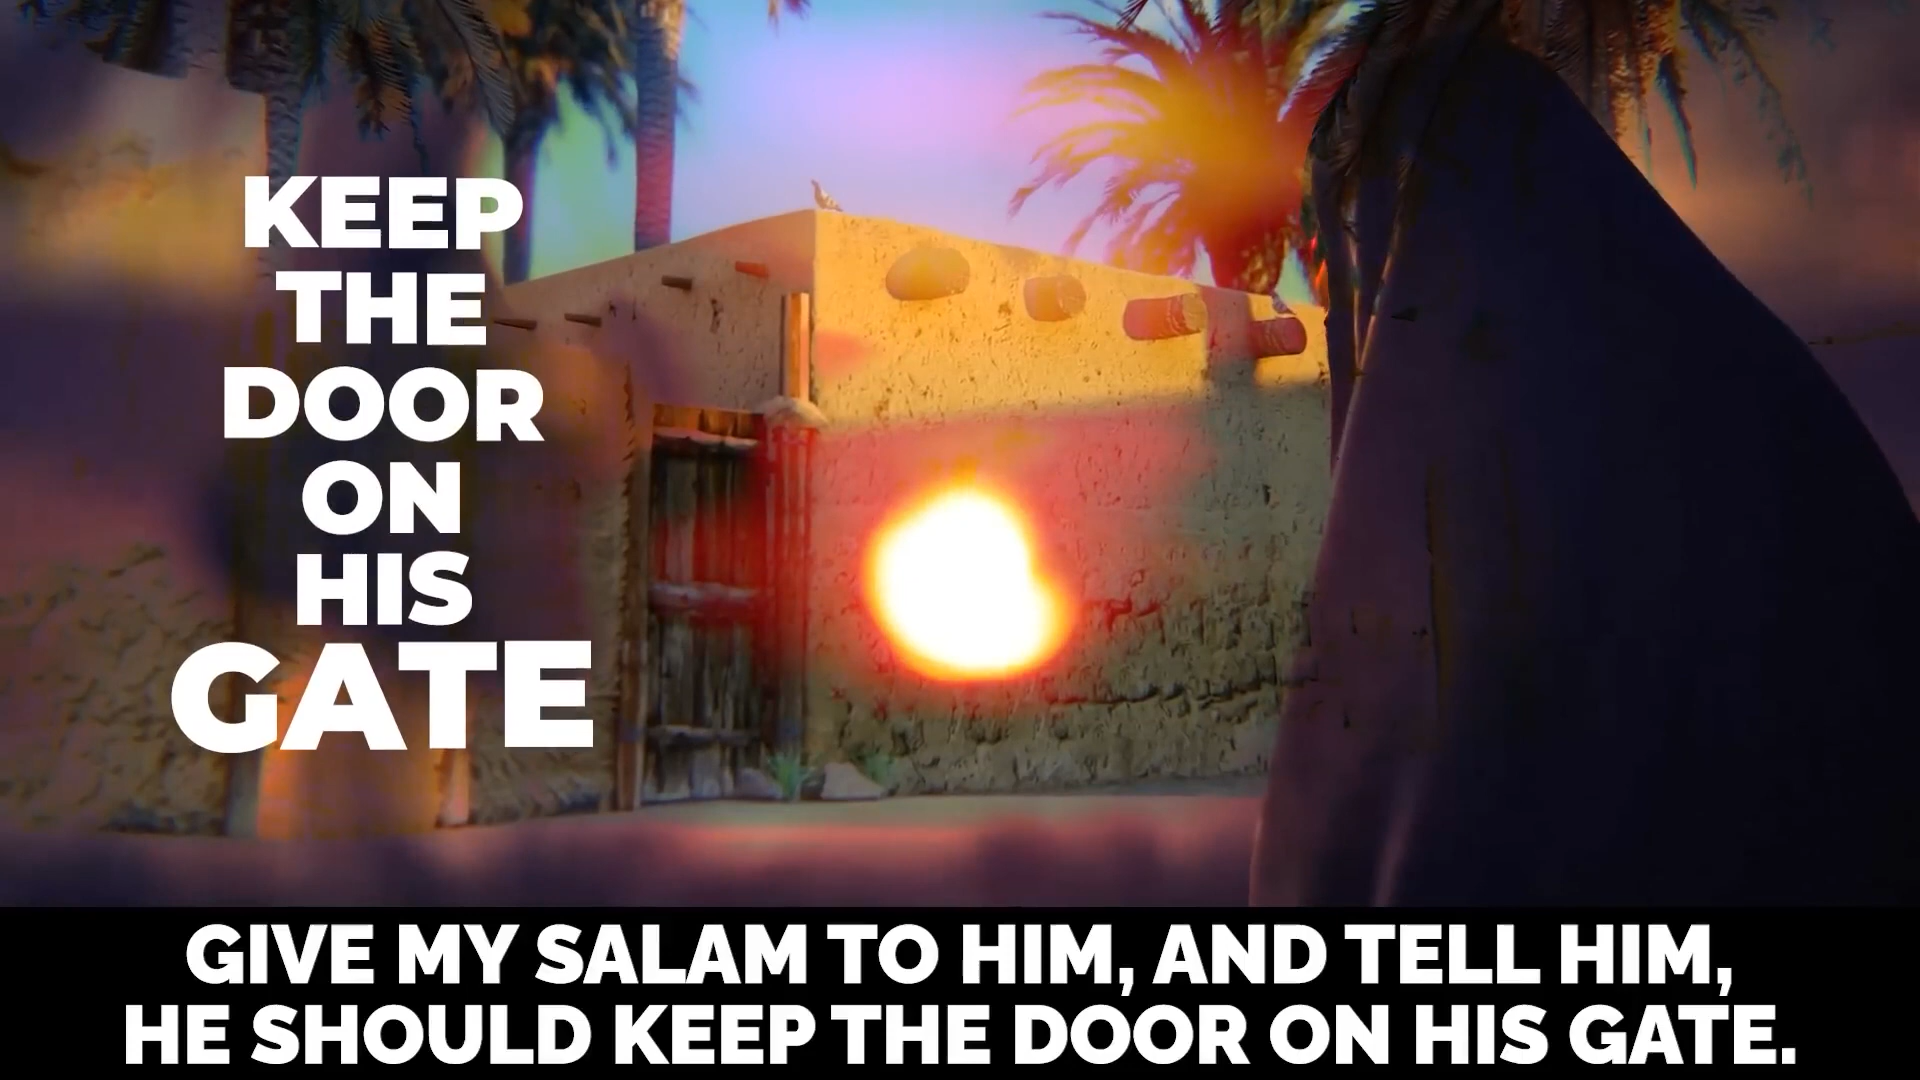 KEEP
THE
DOOR
ON
HIS
GATE
GIVE MY SALAM TO HIM, AND TELL HIM,
HE SHOULD KEEP THE DOOR ON HIS GATE.